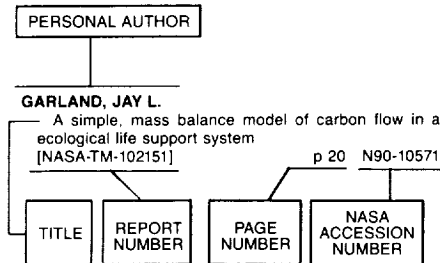 PERSONAL AUTHOR
GARLAND, JAY L.
A simple, mass balance model of carbon flow in a
ecological life support system
[NASA-TM-102151] p 20 N90-10571
TITLE
REPORT
NUMBER
PAGE
NUMBER
NASA
ACCESSION
NUMBER